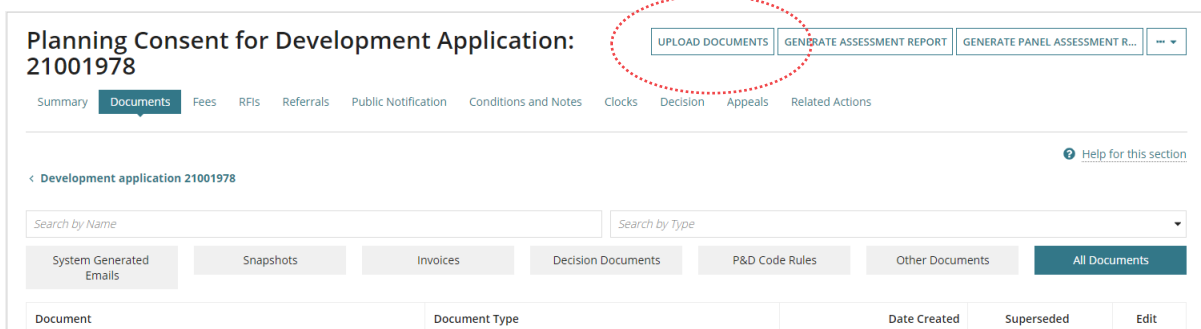 Planning Consent for Development Application:
21001978
UPLOAD DOCUMENTS GENERATE ASSESSMENT REPORT GENERATE PANEL ASSESSMENT R... ...
Summary Documents Fees RFIs Referrals Public Notification Conditions and Notes Clocks Decision Appeals Related Actions
? Help for this section
< Development application 21001978
Search by Name Search by Type
System Generated Emails Snapshots Invoices Decision Documents P&D Code Rules Other Documents All Documents
Document Document Type Date Created Superseded Edit